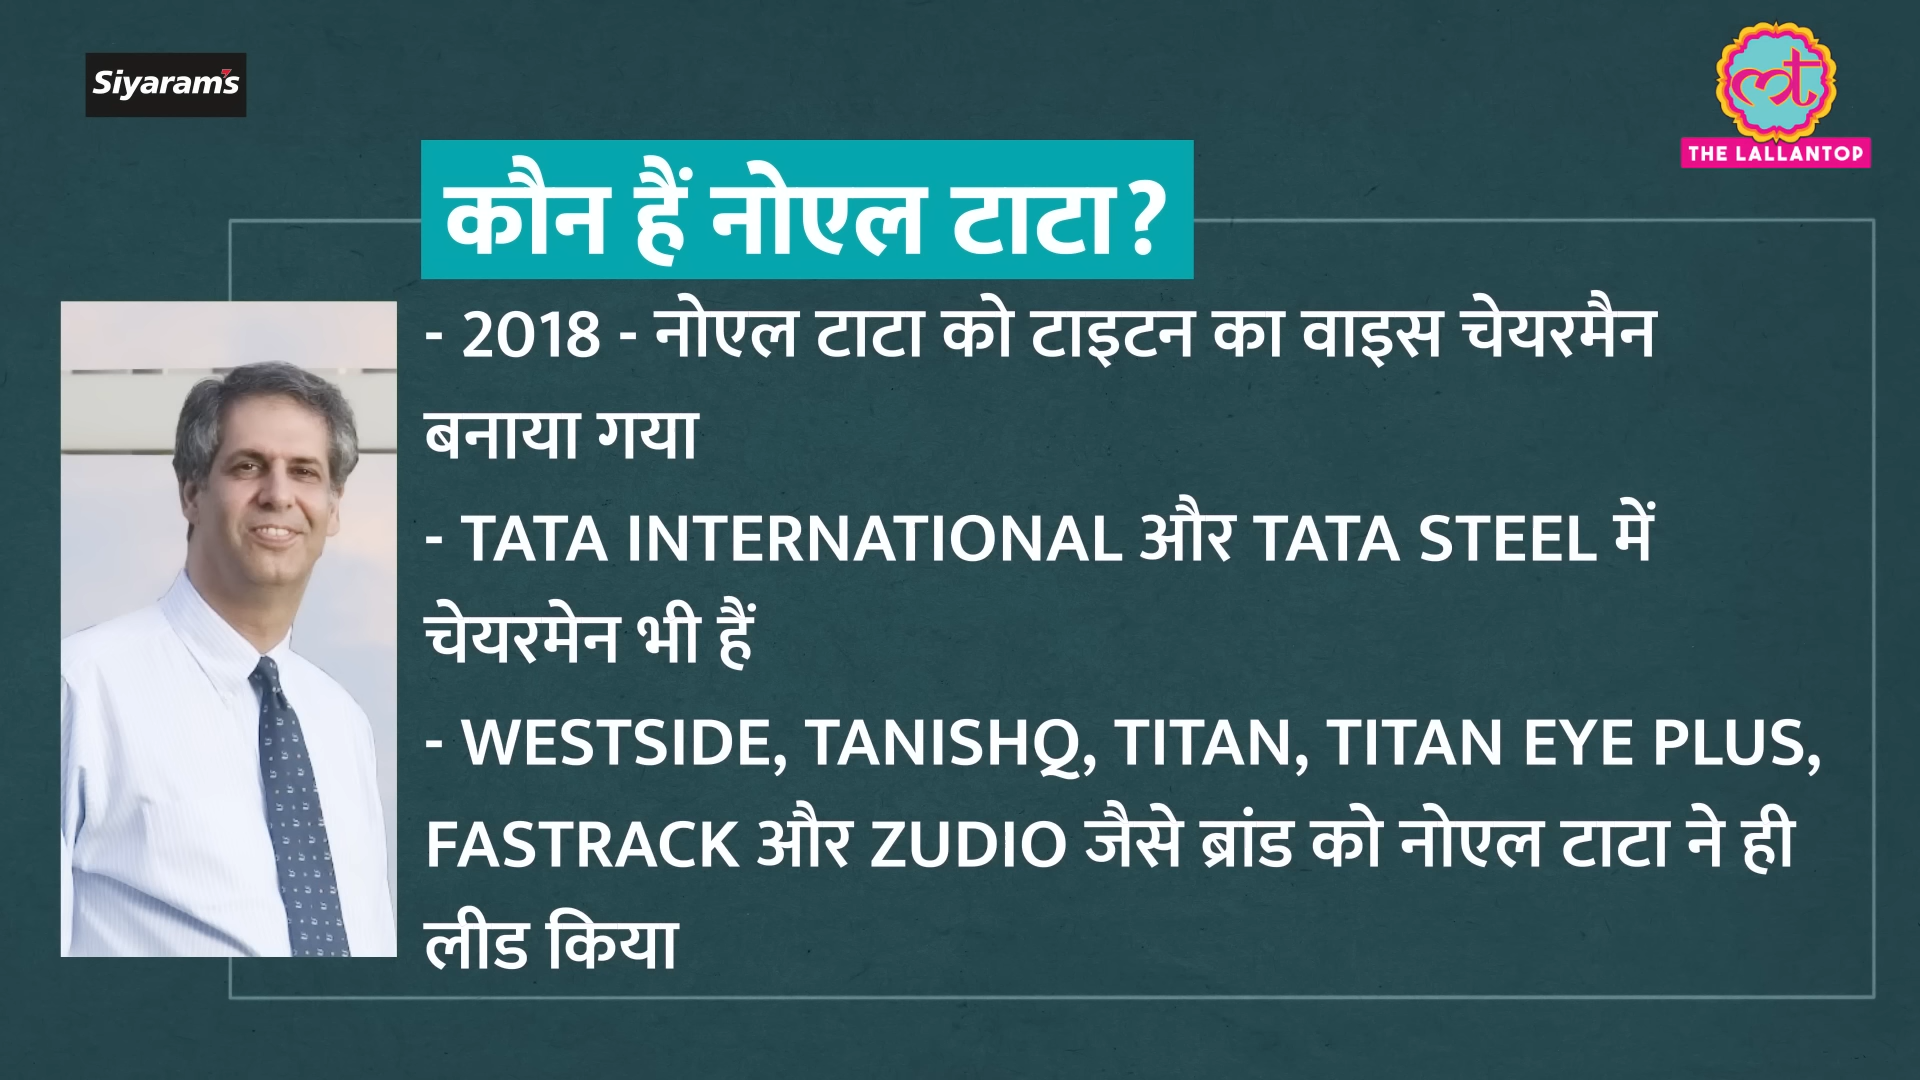 Siyaram's
THE LALLANTOP
कौन हैं नोएल टाटा?
- 2018 - नोएल टाटा को टाइटन का वाइस चेयरमैन
बनाया गया
- TATA INTERNATIONAL और TATA STEEL में
चेयरमेन भी हैं
- WESTSIDE, TANISHQ, TITAN, TITAN EYE PLUS,
FASTRACK और ZUDIO जैसे ब्रांड को नोएल टाटा ने ही
लीड किया